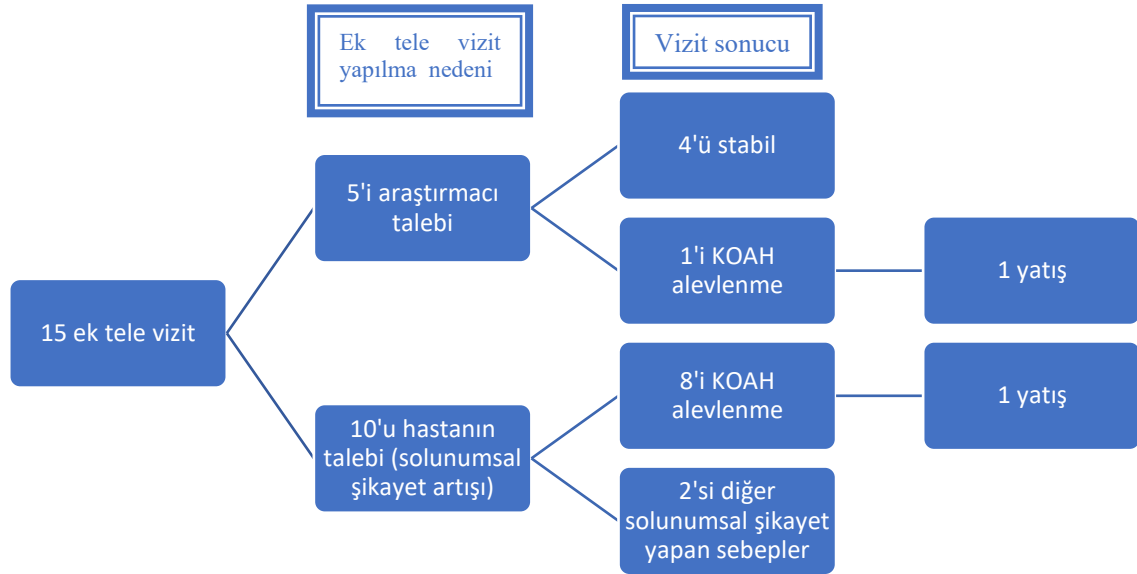 Ek tele vizit
yapılma nedeni
Vizit sonucu
15 ek tele vizit
5'i araştırmacı
talebi
4'ü stabil
1'i KOAH
alevlenme
1 yatış
10'u hastanın
talebi (solunumsal
şikayet artışı)
8'i KOAH
alevlenme
1 yatış
2'si diğer
solunumsal şikayet
yapan sebepler